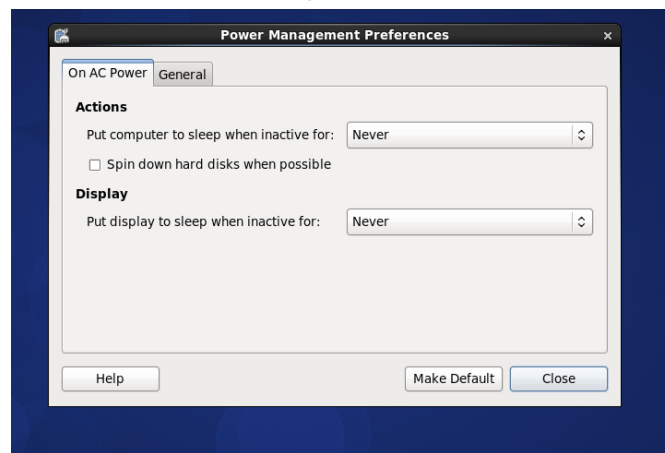 Power Management Preferences
On AC Power General
Actions
Put computer to sleep when inactive for: Never
Spin down hard disks when possible
Display
Put display to sleep when inactive for: Never
Help Make Default Close